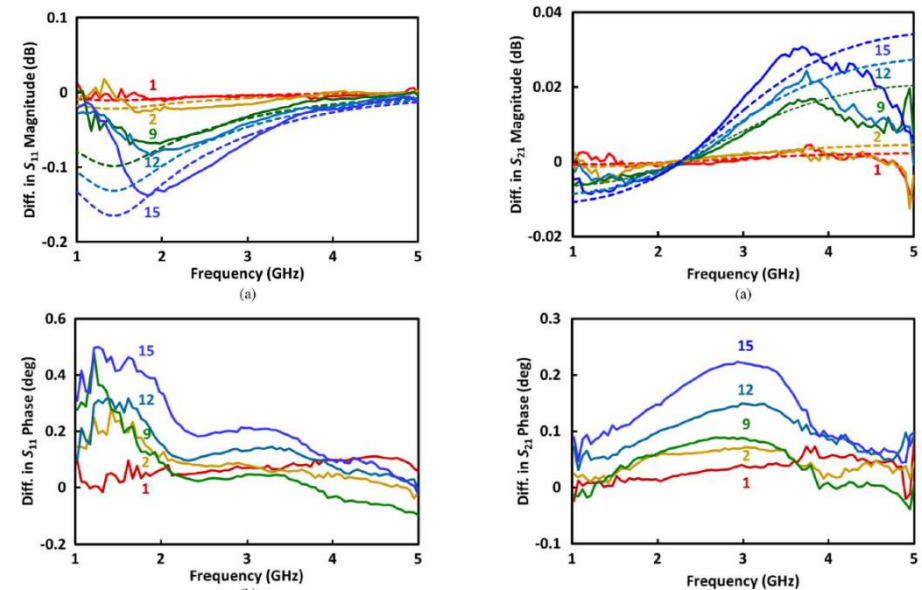 0.1
0
-0.1
-0.2
Diff. in S11 Magnitude (dB)
1
2
9
12
15
1 2 3 4 5
Frequency (GHz)
(a)
0.04
0.02
0
-0.02
Diff. in S21 Magnitude (dB)
15
12
9
2
1
1 2 3 4 5
Frequency (GHz)
(a)
0.6
0.4
0.2
0
-0.2
Diff. in S11 Phase (deg)
15
12
9
2
1
1 2 3 4 5
Frequency (GHz)
0.3
0.2
0.1
0
-0.1
Diff. in S21 Phase (deg)
15
12
9
2
1
1 2 3 4 5
Frequency (GHz)